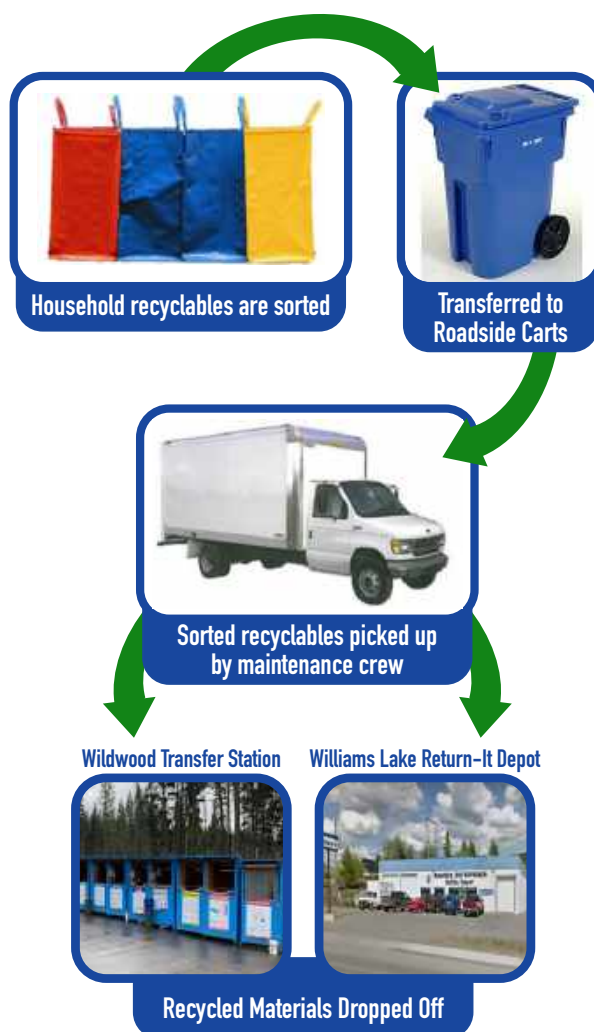 Household recyclables are sorted
Transferred to
Roadside Carts
Sorted recyclables picked up
by maintenance crew
Wildwood Transfer Station
Williams Lake Return-It Depot
Recycled Materials Dropped Off